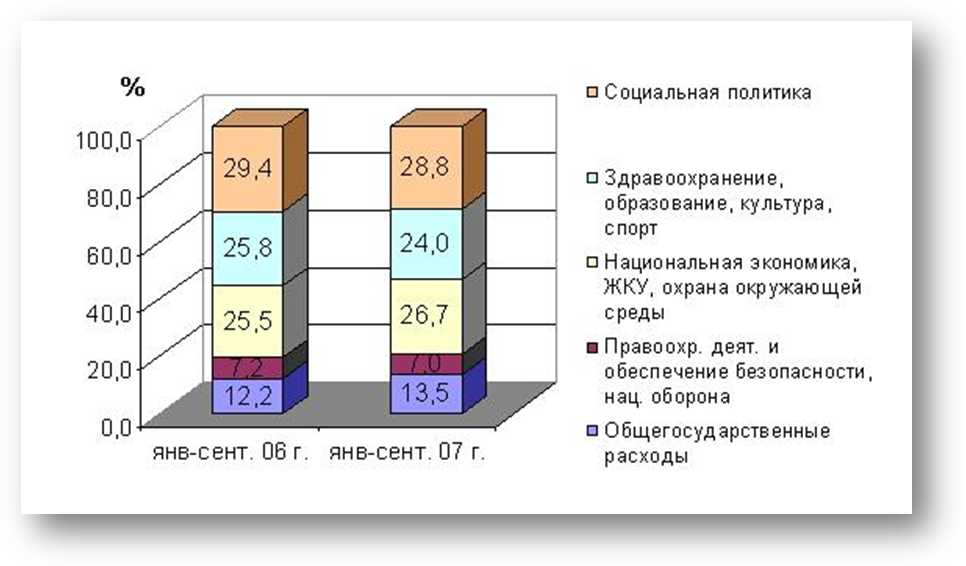 %
100,0
80,0
60,0
40,0
20,0
0,0
29,4
25,8
25,5
7,2
12,2
28,8
24,0
26,7
7,0
13,5
янв-сент. 06 г.
янв-сент. 07 г.
Социальная политика
Здравоохранение,
образование, культура,
спорт
Национальная экономика,
ЖКУ, охрана окружающей
среды
Правоохр. деят. и
обеспечение безопасности,
нац. оборона
Общегосударственные
расходы